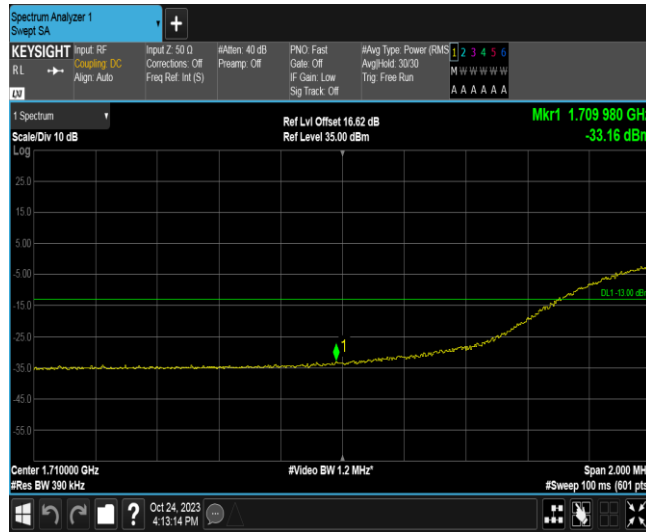 Spectrum Analyzer 1
Swept SA
KEYSIGHT
RL
LXI
Input: RF
Coupling: DC
Align: Auto
Input Z: 50 Ω
Corrections: Off
Freq Ref: Int (S)
#Atten: 40 dB
Preamp: Off
PNO: Fast
Gate: Off
IF Gain: Low
Sig Track: Off
#Avg Type: Power (RMS
Avg|Hold: 30/30
Trig: Free Run
1 2 3 4 5 6
M W W W W W
A A A A A A
1 Spectrum
Scale/Div 10 dB
Log
Ref Lvl Offset 16.62 dB
Ref Level 35.00 dBm
Mkr1 1.709 980 GHz
-33.16 dBm
25.0
15.0
5.00
-5.00
DL1 -13.00 dBm
-15.0
-25.0
1
-35.0
-45.0
-55.0
Center 1.710000 GHz
#Res BW 390 kHz
#Video BW 1.2 MHz*
Span 2.000 MH
#Sweep 100 ms (601 pts
?
Oct 24, 2023
4:13:14 PM